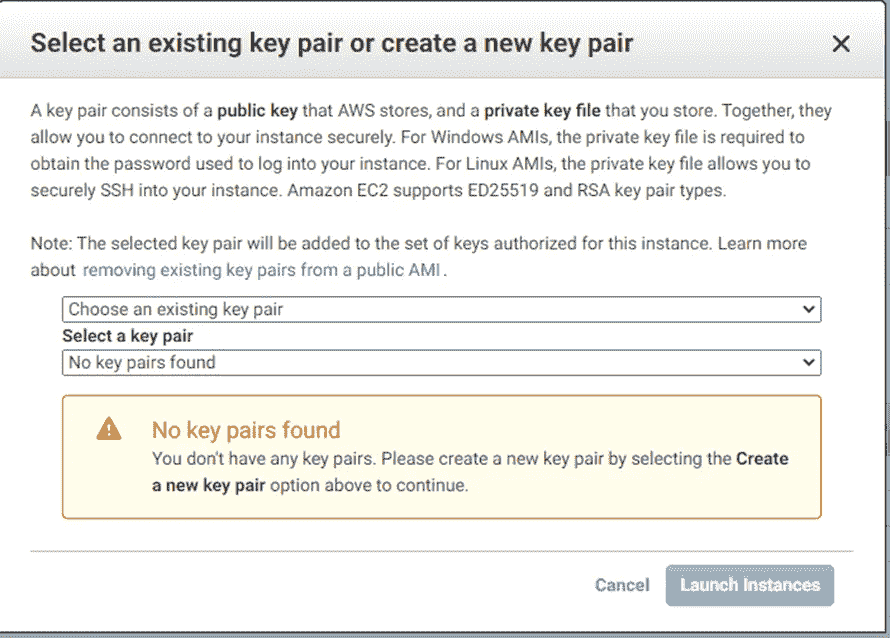 Select an existing key pair or create a new key pair
A key pair consists of a public key that AWS stores, and a private key file that you store. Together, they
allow you to connect to your instance securely. For Windows AMIs, the private key file is required to
obtain the password used to log into your instance. For Linux AMIs, the private key file allows you to
securely SSH into your instance. Amazon EC2 supports ED25519 and RSA key pair types.
Note: The selected key pair will be added to the set of keys authorized for this instance. Learn more
about removing existing key pairs from a public AMI.
Choose an existing key pair
Select a key pair
No key pairs found
No key pairs found
You don't have any key pairs. Please create a new key pair by selecting the Create
a new key pair option above to continue.
Cancel Launch Instances